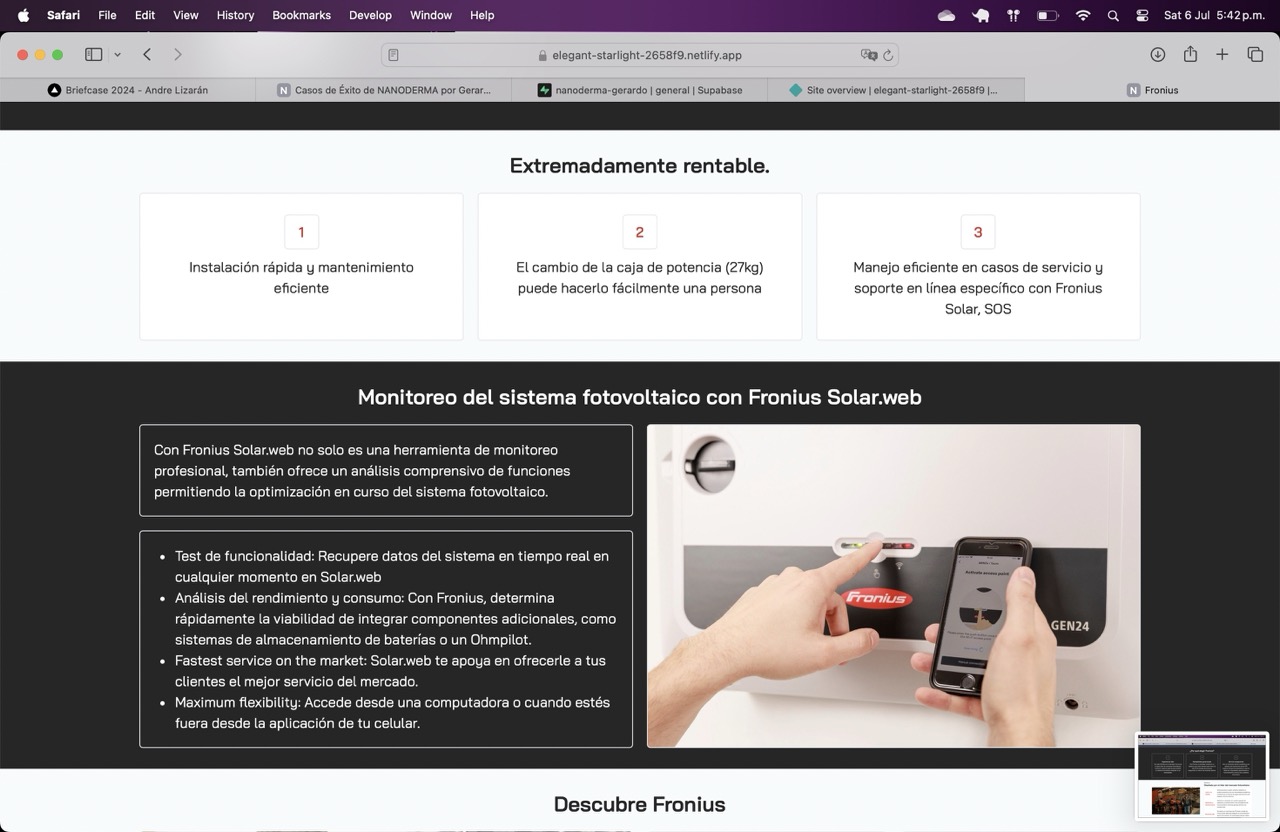 Safari File Edit View History Bookmarks Develop Window Help Sat 6 Jul 5:42 p.m.
elegant-starlight-2658f9.netlify.app
Briefcase 2024 - Andre Lizarán
N Casos de Éxito de NANODERMA por Gerar...
nanoderma-gerardo | general | Supabase
Site overview | elegant-starlight-2658f9 |...
N Fronius
Extremadamente rentable.
1
Instalación rápida y mantenimiento
eficiente
2
El cambio de la caja de potencia (27kg)
puede hacerlo fácilmente una persona
3
Manejo eficiente en casos de servicio y
soporte en línea específico con Fronius
Solar, SOS
Monitoreo del sistema fotovoltaico con Fronius Solar.web
Con Fronius Solar.web no solo es una herramienta de monitoreo
profesional, también ofrece un análisis comprensivo de funciones
permitiendo la optimización en curso del sistema fotovoltaico.
• Test de funcionalidad: Recupere datos del sistema en tiempo real en
cualquier momento en Solar.web
• Análisis del rendimiento y consumo: Con Fronius, determina
rápidamente la viabilidad de integrar componentes adicionales, como
sistemas de almacenamiento de baterías o un Ohmpilot.
• Fastest service on the market: Solar.web te apoya en ofrecerle a tus
clientes el mejor servicio del mercado.
• Maximum flexibility: Accede desde una computadora o cuando estés
fuera desde la aplicación de tu celular.
Fronius
GEN24
Activate access point
Descubre Fronius